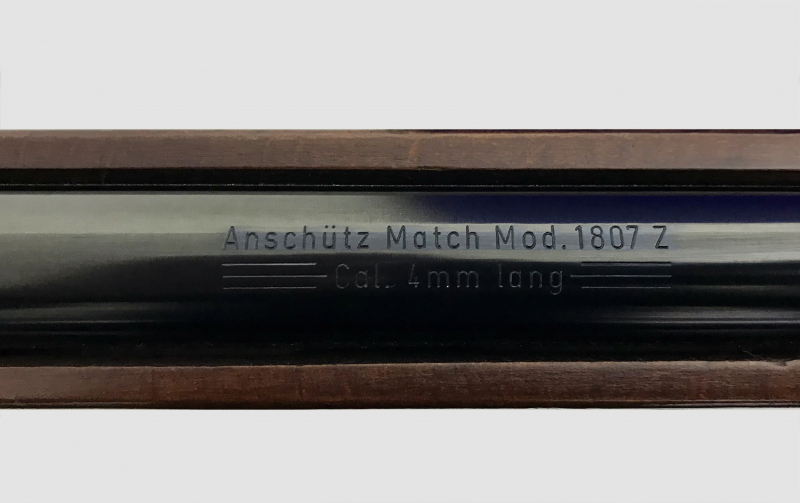 Anschütz Match Mod. 1807 Z
Cal. 4mm lang